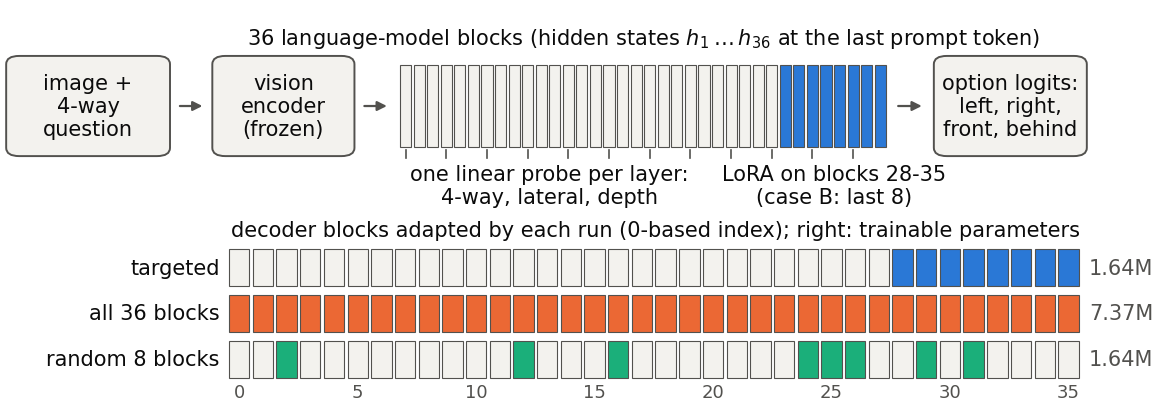 36 language-model blocks (hidden states h1 … h36 at the last prompt token)
image +
4-way
question
vision
encoder
(frozen)
option logits:
left, right,
front, behind
one linear probe per layer:
4-way, lateral, depth
LoRA on blocks 28-35
(case B: last 8)
decoder blocks adapted by each run (0-based index); right: trainable parameters
targeted 1.64M
all 36 blocks 7.37M
random 8 blocks 1.64M
0 5 10 15 20 25 30 35